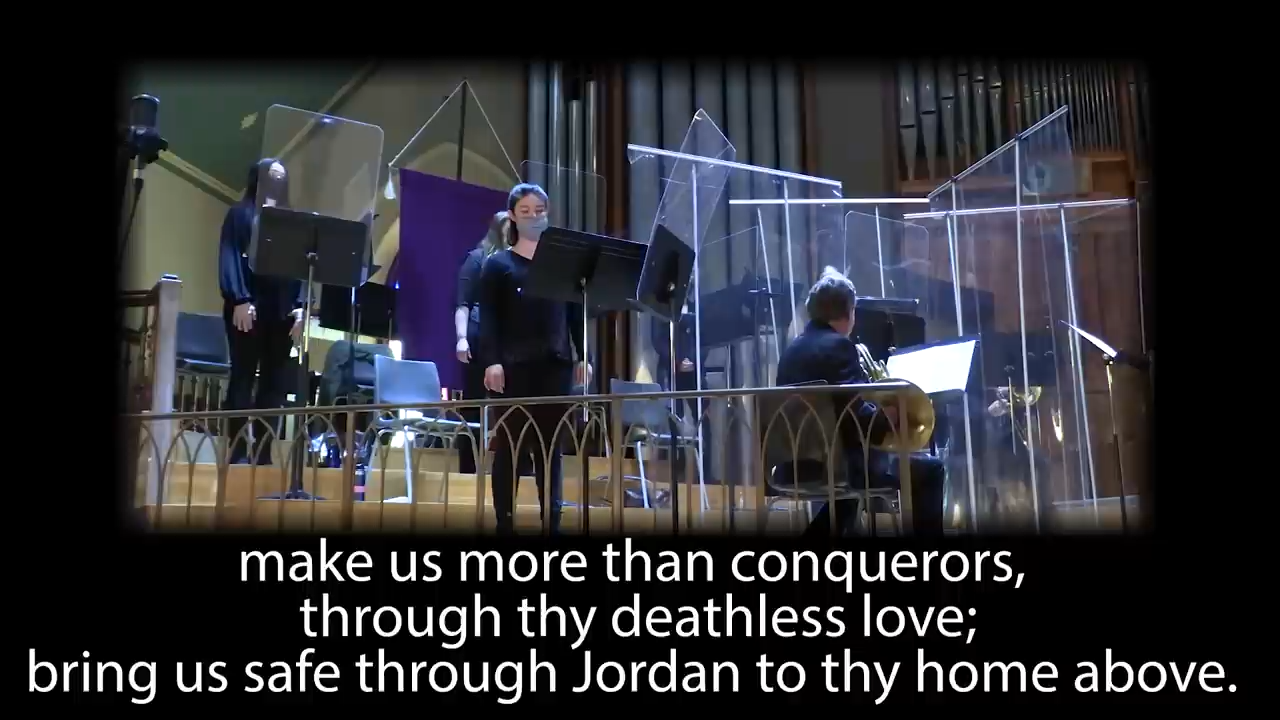 make us more than conquerors,
through thy deathless love;
bring us safe through Jordan to thy home above.